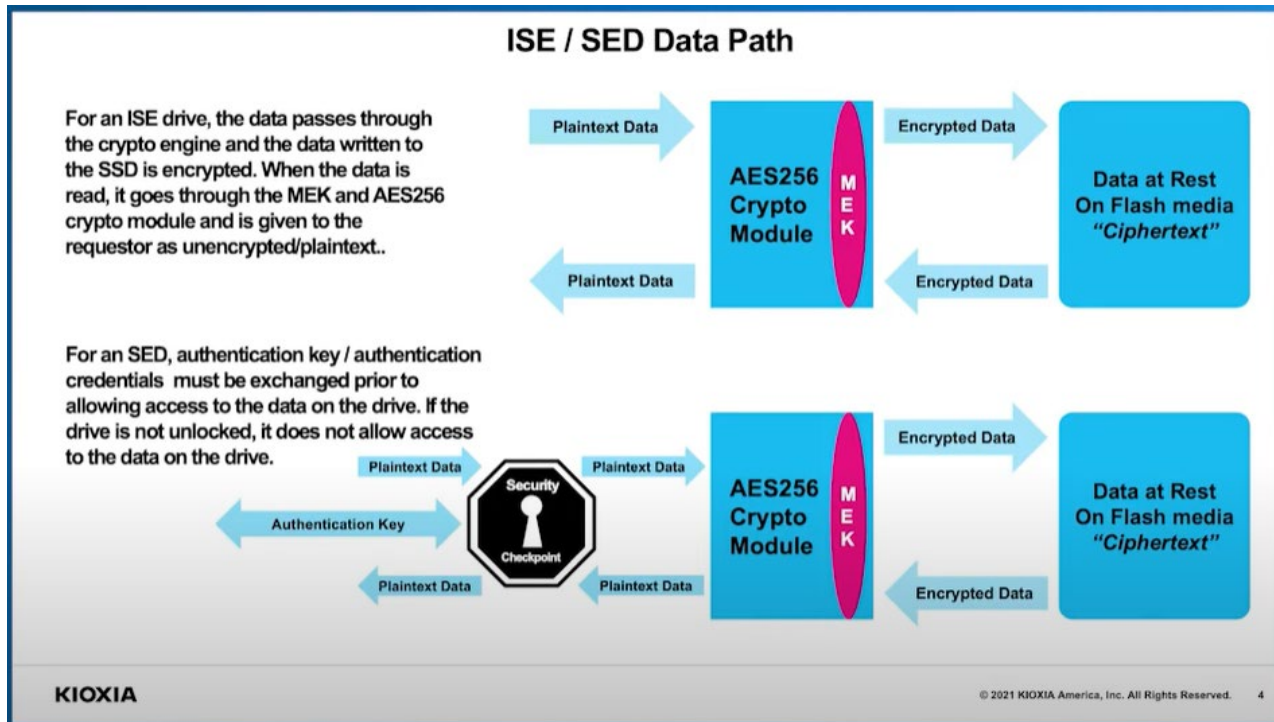 ISE / SED Data Path
For an ISE drive, the data passes through
the crypto engine and the data written to
the SSD is encrypted. When the data is
read, it goes through the MEK and AES256
crypto module and is given to the
requestor as unencrypted/plaintext..
Plaintext Data
Plaintext Data
AES256
Crypto
Module
M
E
K
Encrypted Data
Encrypted Data
Data at Rest
On Flash media
“Ciphertext”
For an SED, authentication key / authentication
credentials must be exchanged prior to
allowing access to the data on the drive. If the
drive is not unlocked, it does not allow access
to the data on the drive.
Plaintext Data
Authentication Key
Plaintext Data
Security
Checkpoint
Plaintext Data
Plaintext Data
AES256
Crypto
Module
M
E
K
Encrypted Data
Encrypted Data
Data at Rest
On Flash media
“Ciphertext”
KIOXIA
© 2021 KIOXIA America, Inc. All Rights Reserved. 4